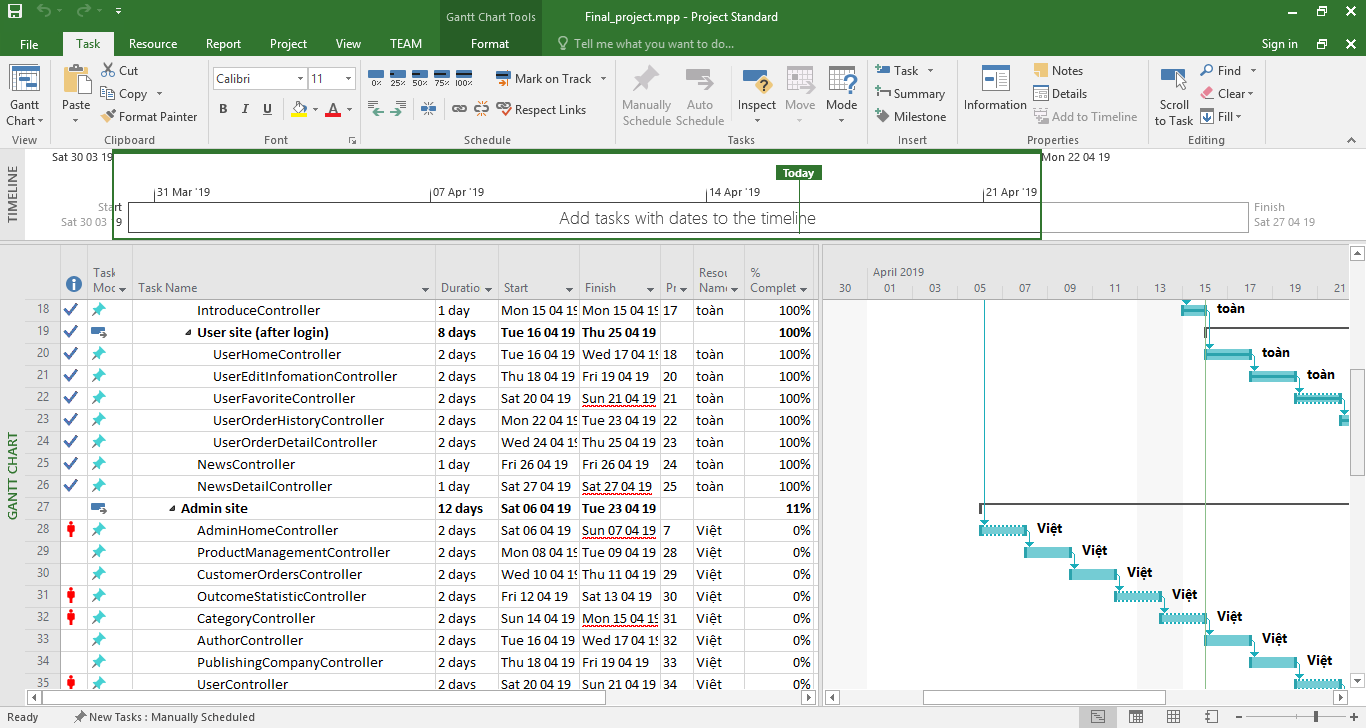 Gantt Chart Tools
Final_project.mpp - Project Standard
File Task Resource Report Project View TEAM Format Tell me what you want to do... Sign in
Gantt Chart
Paste
Cut
Copy
Format Painter
Calibri 11
B I U A
0% 25% 50% 75% 100%
Mark on Track
Respect Links
Manually Schedule
Auto Schedule
Inspect
Move
Mode
Task
Summary
Milestone
Information
Notes
Details
Add to Timeline
Scroll to Task
Find
Clear
Fill
View Clipboard Font Schedule Tasks Insert Properties Editing
TIMELINE
Sat 30 03 19
Mon 22 04 19
Today
31 Mar '19 07 Apr '19 14 Apr '19 21 Apr '19
Start
Sat 30 03 19
Add tasks with dates to the timeline
Finish
Sat 27 04 19
GANTT CHART
Task Moc Task Name Duratio Start Finish Pr Resou Name % Complet
April 2019
30 01 03 05 07 09 11 13 15 17 19 21
18 IntroduceController 1 day Mon 15 04 19 Mon 15 04 19 17 toàn 100% toàn
19 User site (after login) 8 days Tue 16 04 19 Thu 25 04 19 100%
20 UserHomeController 2 days Tue 16 04 19 Wed 17 04 19 18 toàn 100% toàn
21 UserEditInfomationController 2 days Thu 18 04 19 Fri 19 04 19 20 toàn 100% toàn
22 UserFavoriteController 2 days Sat 20 04 19 Sun 21 04 19 21 toàn 100%
23 UserOrderHistoryController 2 days Mon 22 04 19 Tue 23 04 19 22 toàn 100%
24 UserOrderDetailController 2 days Wed 24 04 19 Thu 25 04 19 23 toàn 100%
25 NewsController 1 day Fri 26 04 19 Fri 26 04 19 24 toàn 100%
26 NewsDetailController 1 day Sat 27 04 19 Sat 27 04 19 25 toàn 100%
27 Admin site 12 days Sat 06 04 19 Tue 23 04 19 11%
28 AdminHomeController 2 days Sat 06 04 19 Sun 07 04 19 7 Việt 0% Việt
29 ProductManagementController 2 days Mon 08 04 19 Tue 09 04 19 28 Việt 0% Việt
30 CustomerOrdersController 2 days Wed 10 04 19 Thu 11 04 19 29 Việt 0% Việt
31 OutcomeStatisticController 2 days Fri 12 04 19 Sat 13 04 19 30 Việt 0% Việt
32 CategoryController 2 days Sun 14 04 19 Mon 15 04 19 31 Việt 0% Việt
33 AuthorController 2 days Tue 16 04 19 Wed 17 04 19 32 Việt 0% Việt
34 PublishingCompanyController 2 days Thu 18 04 19 Fri 19 04 19 33 Việt 0% Việt
35 UserController 2 days Sat 20 04 19 Sun 21 04 19 34 Việt 0%
Ready New Tasks : Manually Scheduled